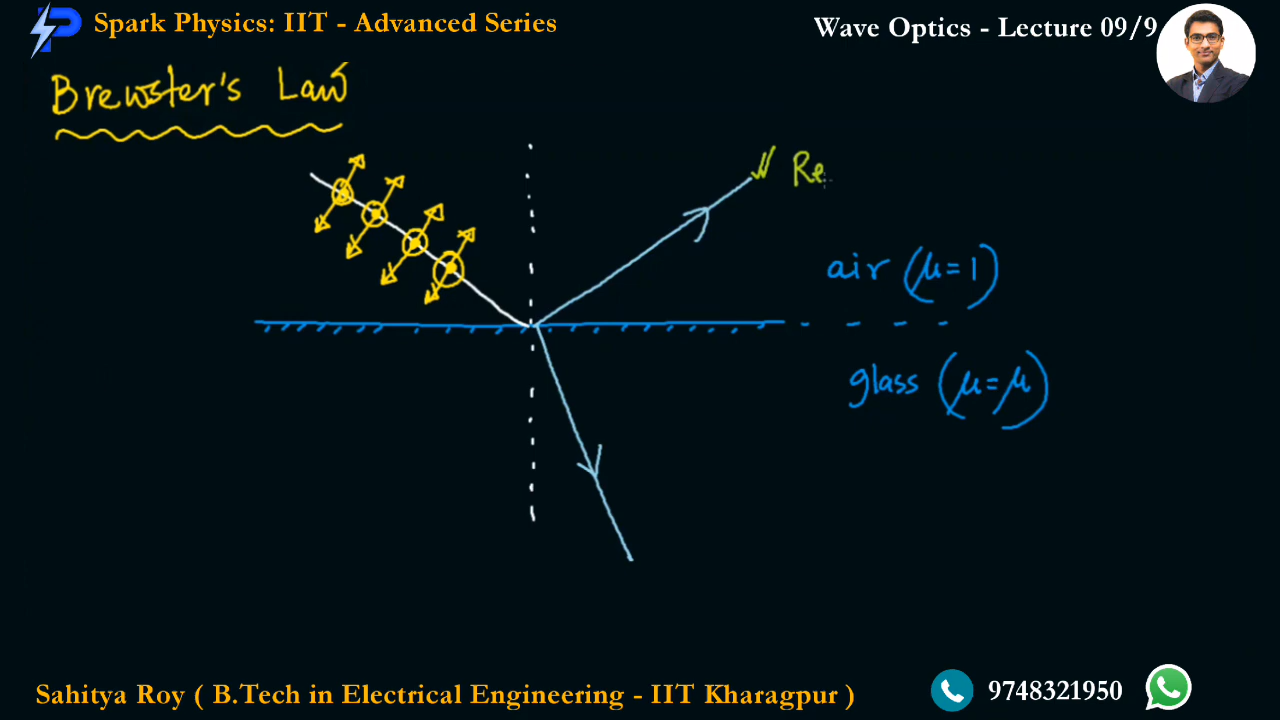 Spark Physics: IIT - Advanced Series
Wave Optics - Lecture 09/9
Brewster's Law
Re
air (μ=1)
glass (μ=μ)
Sahitya Roy ( B.Tech in Electrical Engineering - IIT Kharagpur )
9748321950